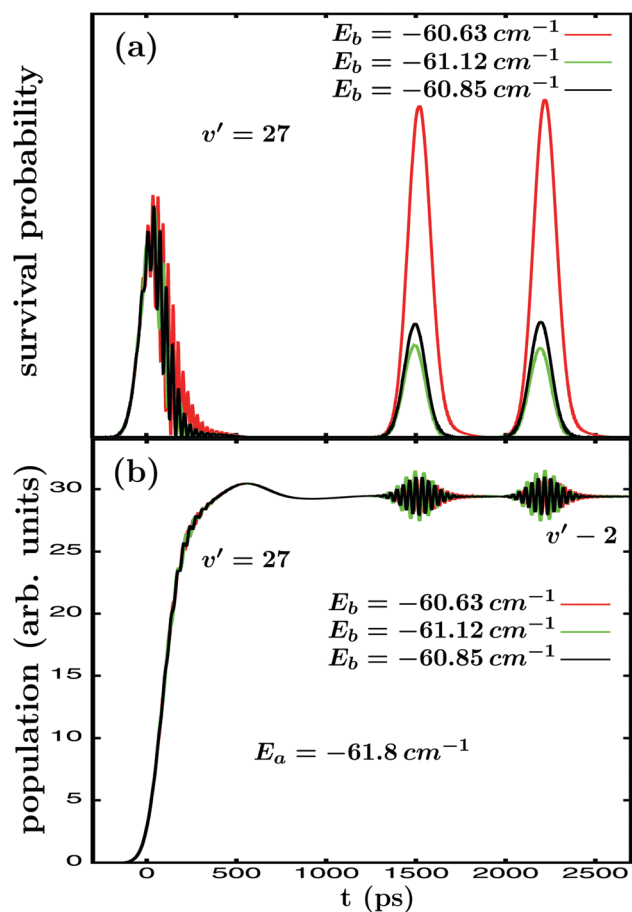 (a)
E_b = −60.63 cm⁻¹
E_b = −61.12 cm⁻¹
E_b = −60.85 cm⁻¹
v′ = 27
survival probability
(b)
30
25
20
15
10
5
0
v′ = 27
v′ − 2
E_b = −60.63 cm⁻¹
E_b = −61.12 cm⁻¹
E_b = −60.85 cm⁻¹
E_a = −61.8 cm⁻¹
population (arb. units)
0 500 1000 1500 2000 2500
t (ps)